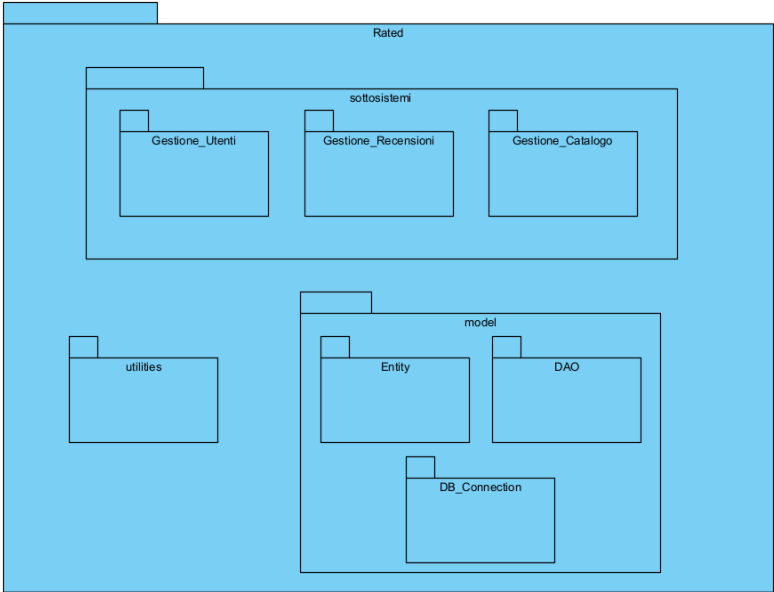 Rated
sottosistemi
Gestione_Utenti
Gestione_Recensioni
Gestione_Catalogo
model
utilities
Entity
DAO
DB_Connection